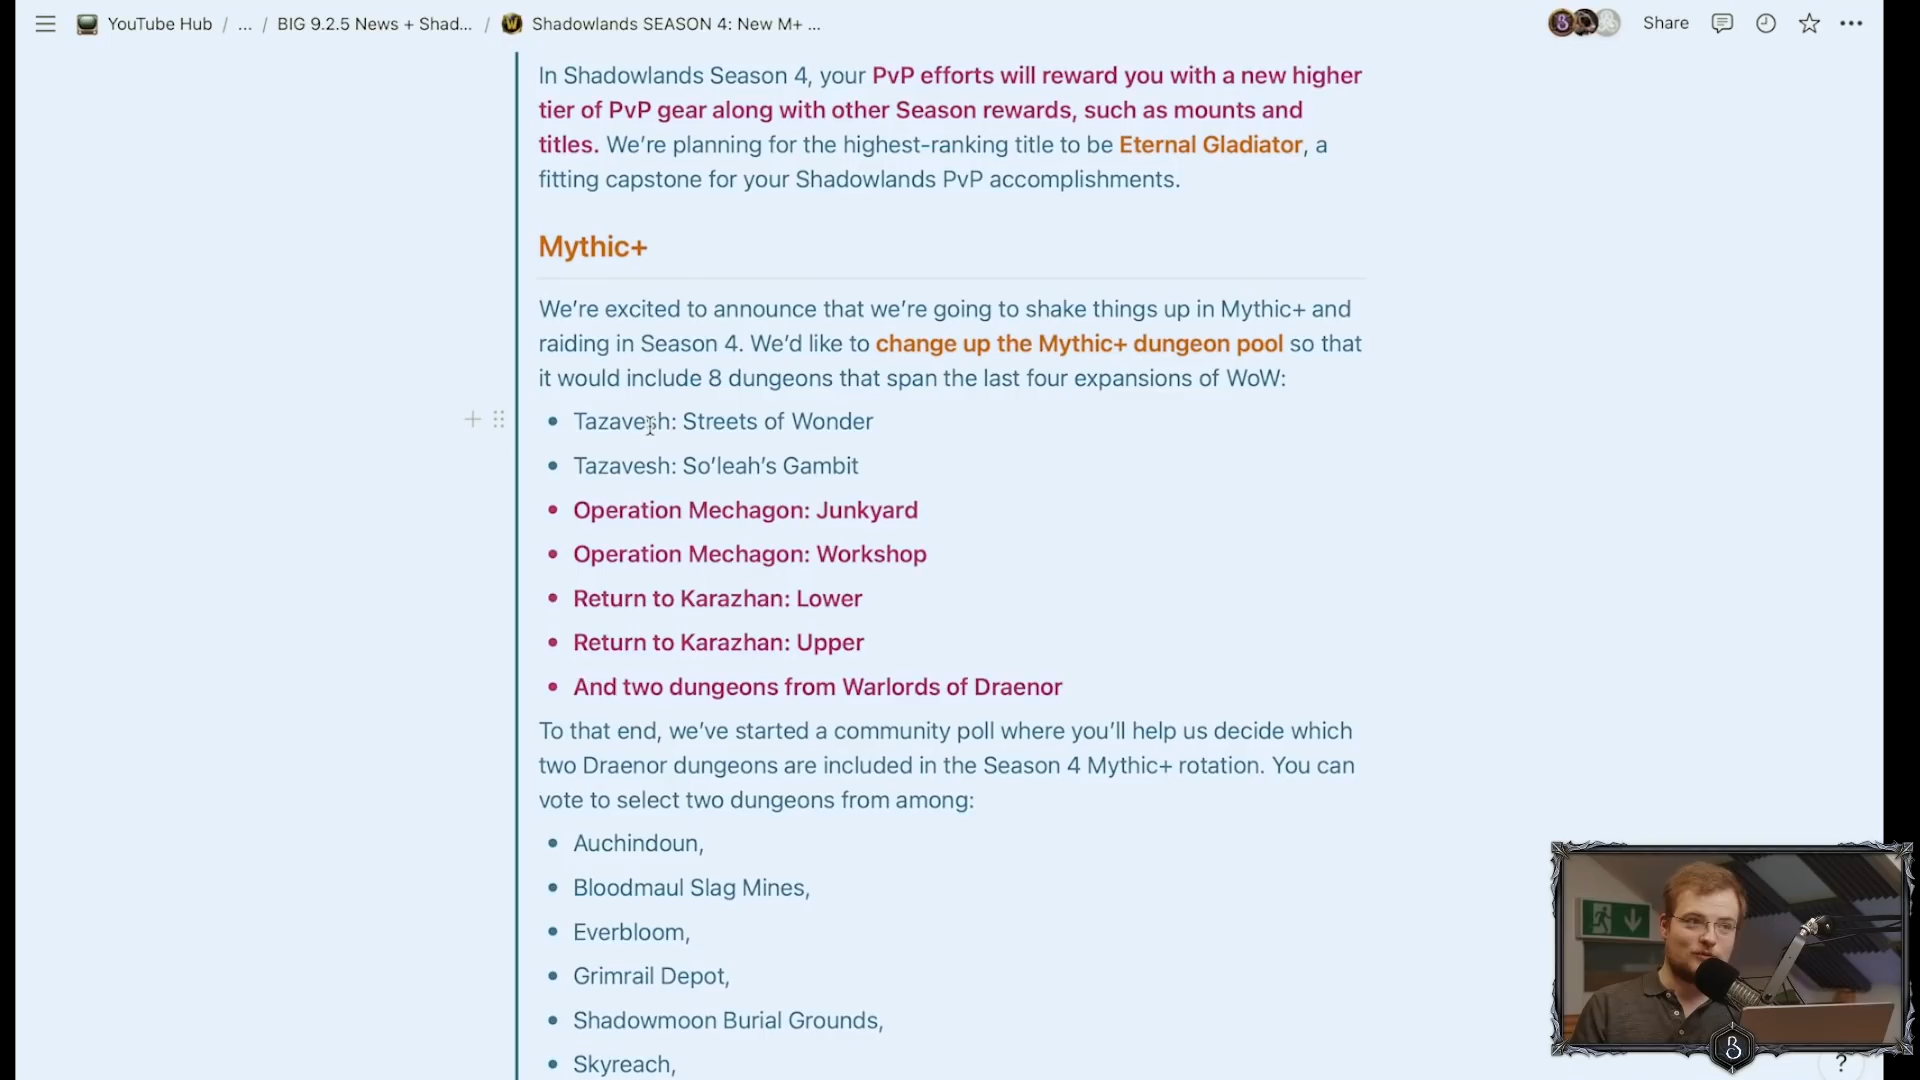 YouTube Hub / ... / BIG 9.2.5 News + Shad... / Shadowlands SEASON 4: New M+ ...
Share
In Shadowlands Season 4, your PvP efforts will reward you with a new higher
tier of PvP gear along with other Season rewards, such as mounts and
titles. We’re planning for the highest-ranking title to be Eternal Gladiator, a
fitting capstone for your Shadowlands PvP accomplishments.
Mythic+
We’re excited to announce that we’re going to shake things up in Mythic+ and
raiding in Season 4. We’d like to change up the Mythic+ dungeon pool so that
it would include 8 dungeons that span the last four expansions of WoW:
• Tazavesh: Streets of Wonder
• Tazavesh: So’leah’s Gambit
• Operation Mechagon: Junkyard
• Operation Mechagon: Workshop
• Return to Karazhan: Lower
• Return to Karazhan: Upper
• And two dungeons from Warlords of Draenor
To that end, we’ve started a community poll where you’ll help us decide which
two Draenor dungeons are included in the Season 4 Mythic+ rotation. You can
vote to select two dungeons from among:
• Auchindoun,
• Bloodmaul Slag Mines,
• Everbloom,
• Grimrail Depot,
• Shadowmoon Burial Grounds,
• Skyreach,
B
?